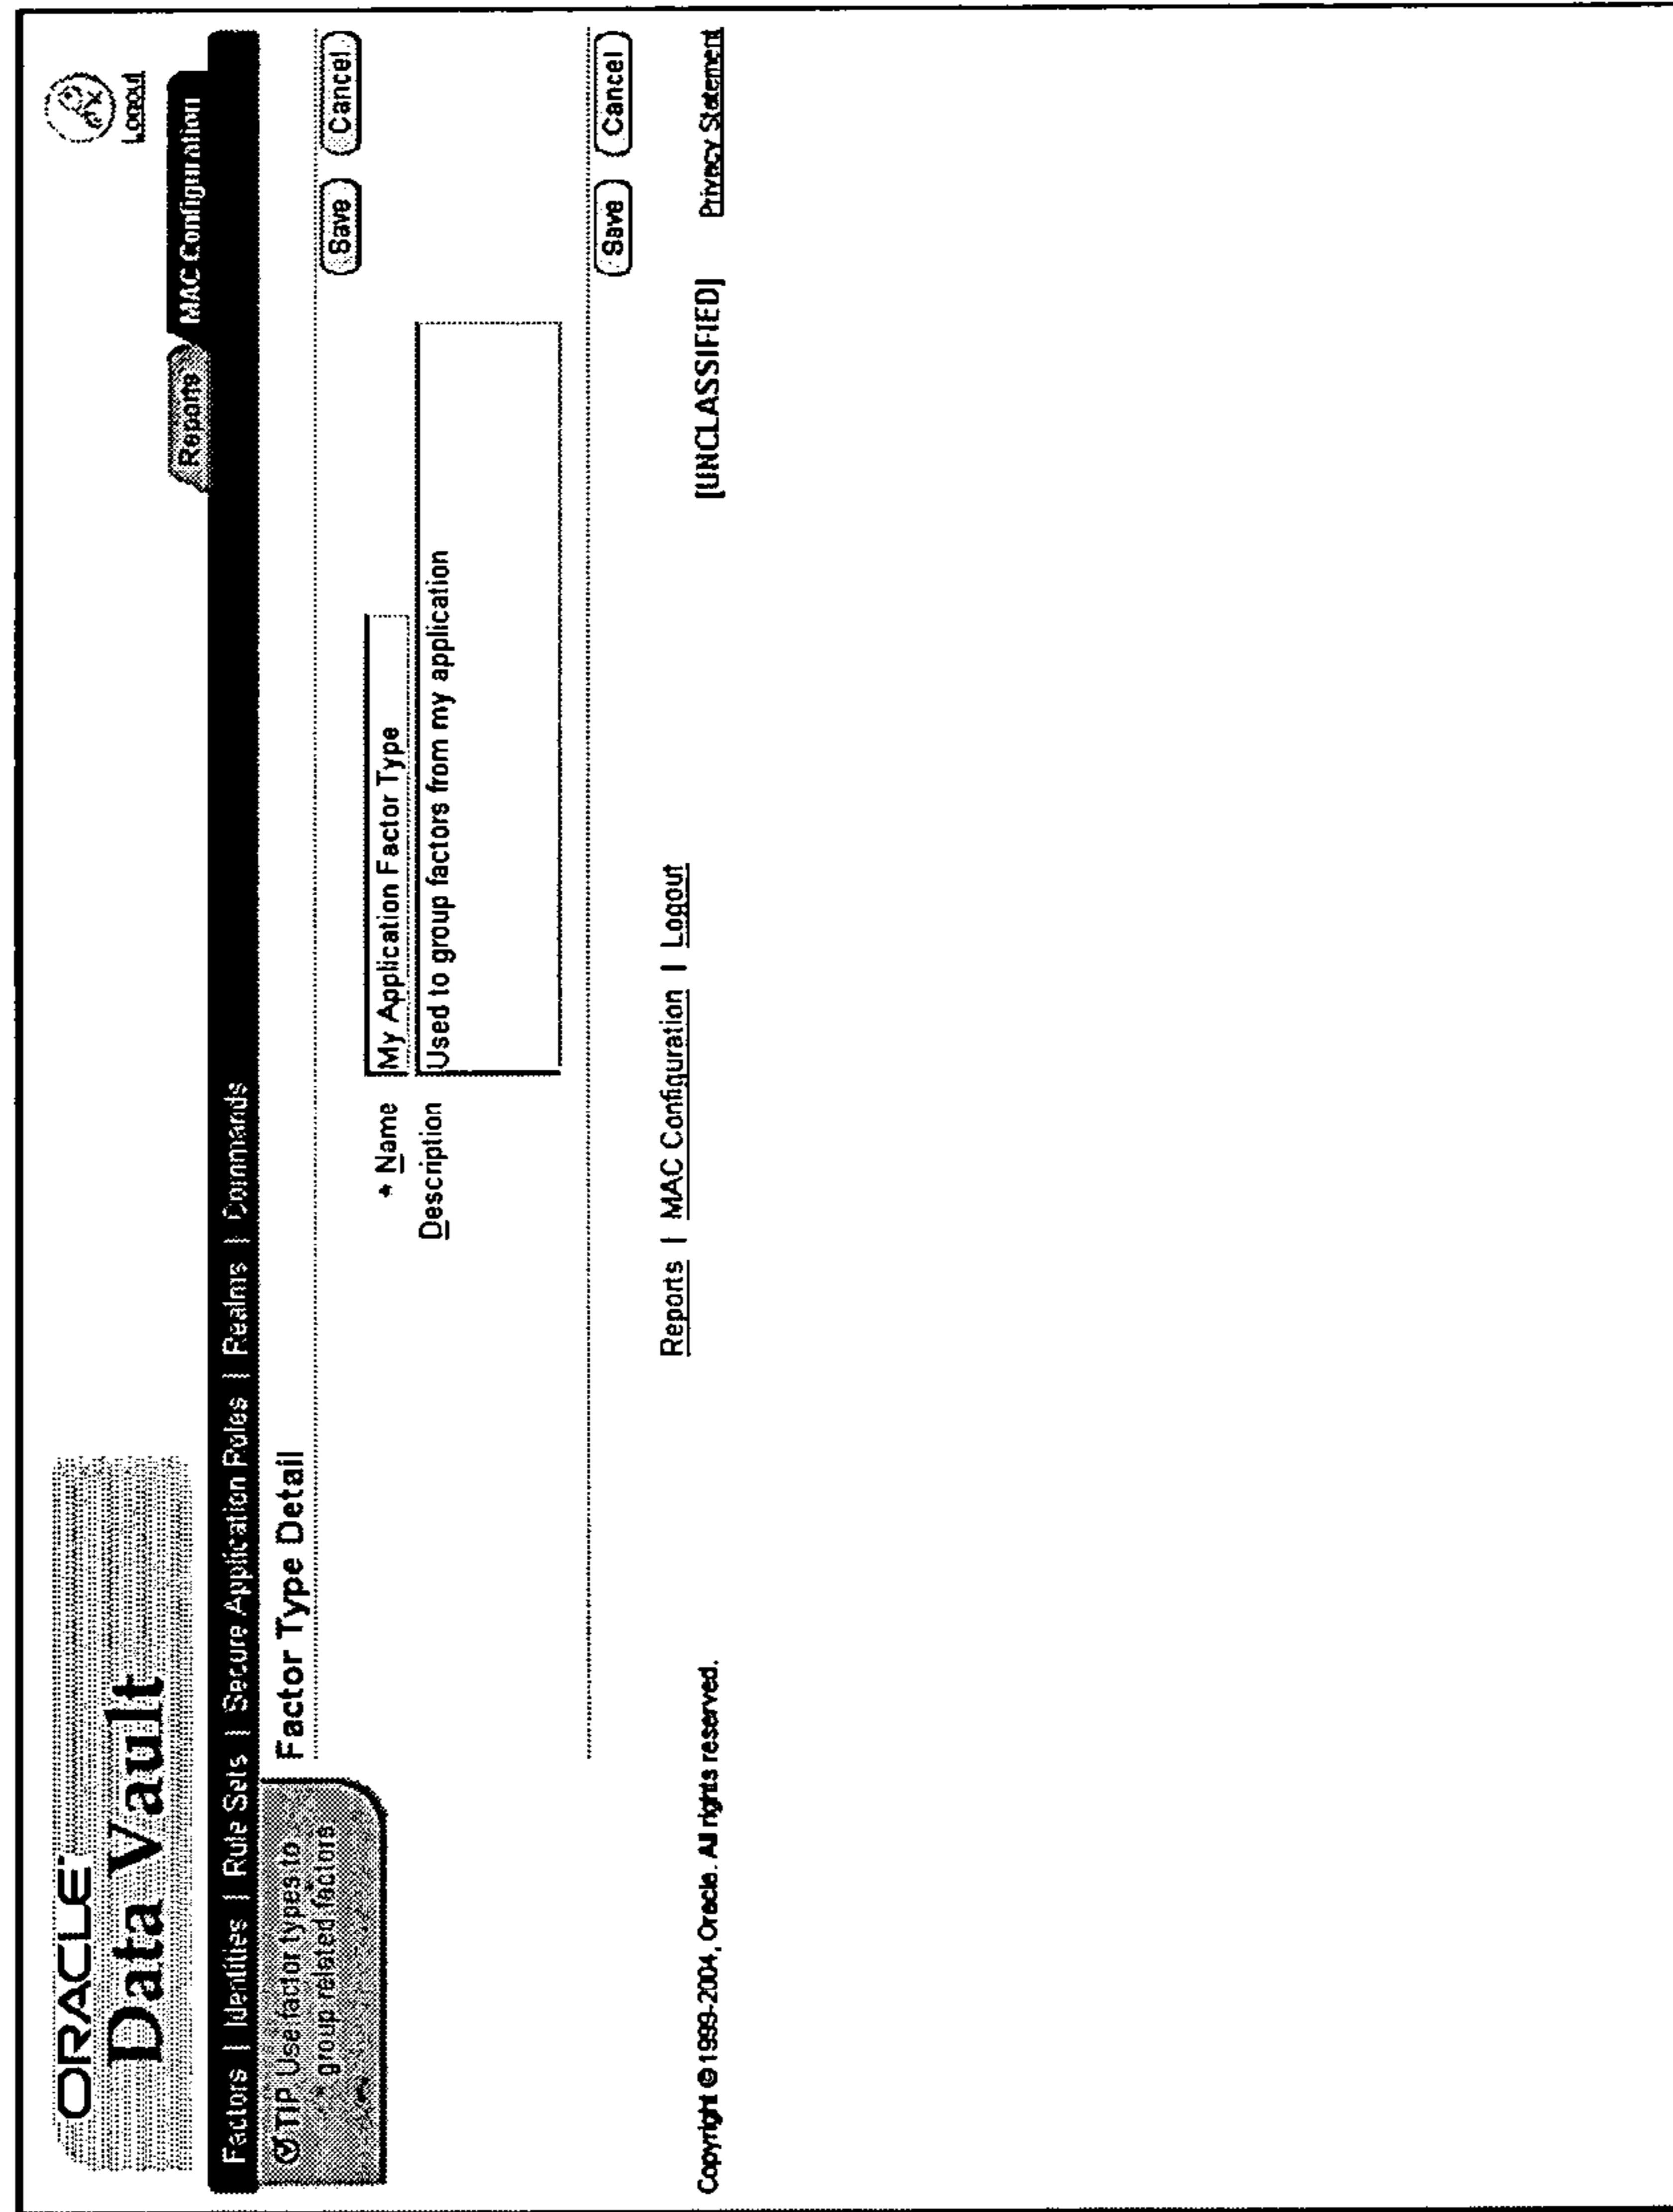 ORACLE
Data Vault
Logout
Reports
MAC Configuration
Factors | Identities | Rule Sets | Secure Application Roles | Realms | Commands
TIP Use factor types to
group related factors
Factor Type Detail
Save Cancel
* Name My Application Factor Type
Description Used to group factors from my application
Save Cancel
Reports | MAC Configuration | Logout
Copyright © 1999-2004, Oracle. All rights reserved. [UNCLASSIFIED] Privacy Statement